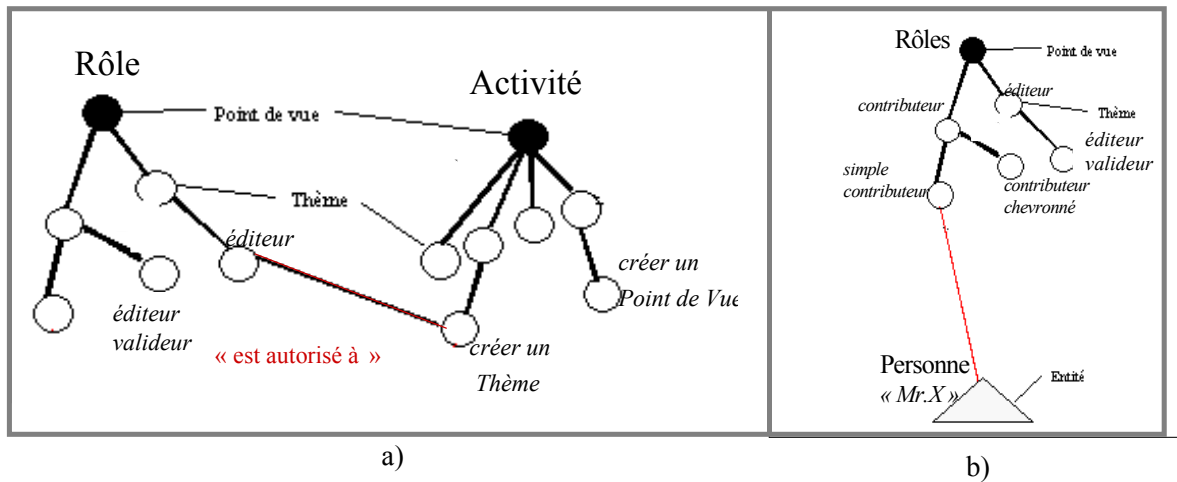 Rôle
Activité
Point de vue
Thème
éditeur
éditeur
valideur
« est autorisé à »
créer un
Point de Vue
créer un
Thème
a)
Rôles
Point de vue
éditeur
contributeur
Thème
éditeur
valideur
simple
contributeur
contributeur
chevronné
Personne
« Mr.X »
Entité
b)